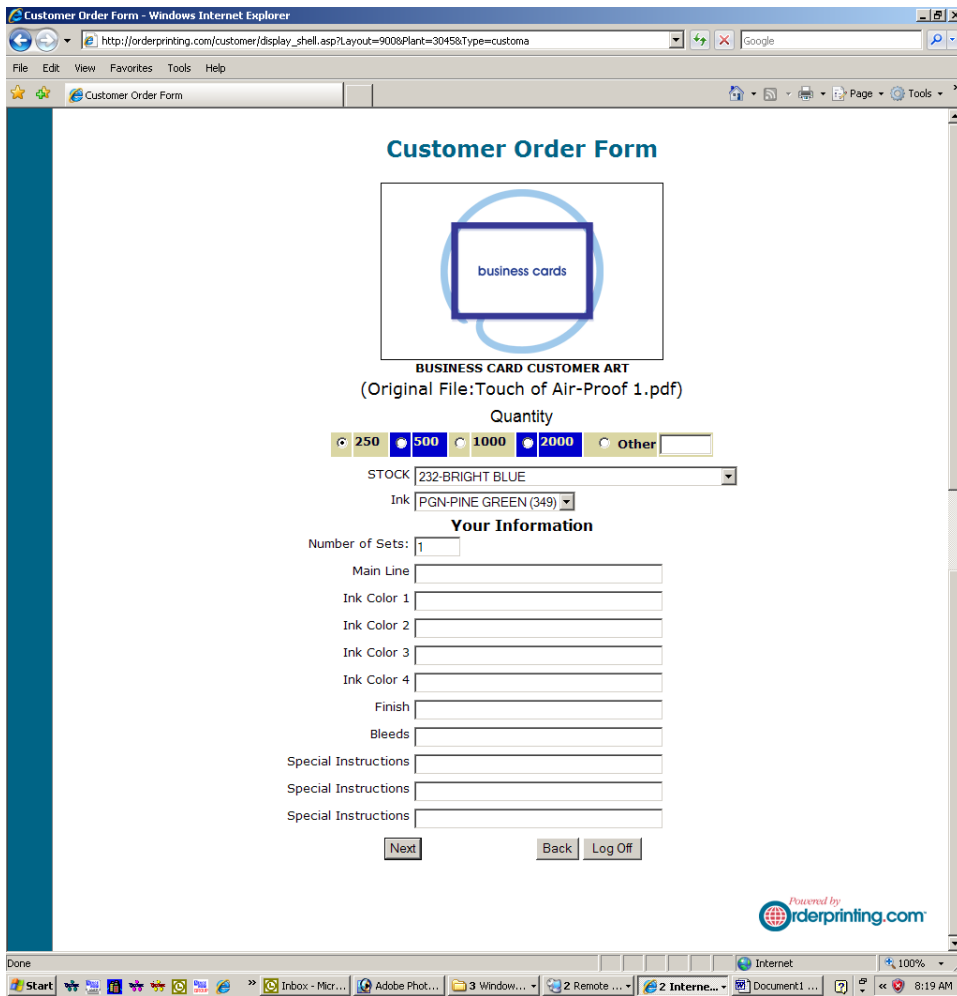 Customer Order Form - Windows Internet Explorer
http://orderprinting.com/customer/display_shell.asp?Layout=900&Plant=3045&Type=customa
Google
File Edit View Favorites Tools Help
Customer Order Form
Page Tools
Customer Order Form
business cards
BUSINESS CARD CUSTOMER ART
(Original File:Touch of Air-Proof 1.pdf)
Quantity
250 500 1000 2000 Other
STOCK 232-BRIGHT BLUE
Ink PGN-PINE GREEN (349)
Your Information
Number of Sets: 1
Main Line
Ink Color 1
Ink Color 2
Ink Color 3
Ink Color 4
Finish
Bleeds
Special Instructions
Special Instructions
Special Instructions
Next Back Log Off
Powered by
rderprinting.com
Done Internet 100%
Start Inbox - Micr... Adobe Phot... 3 Window... 2 Remote ... 2 Interne... Document1 ... 8:19 AM